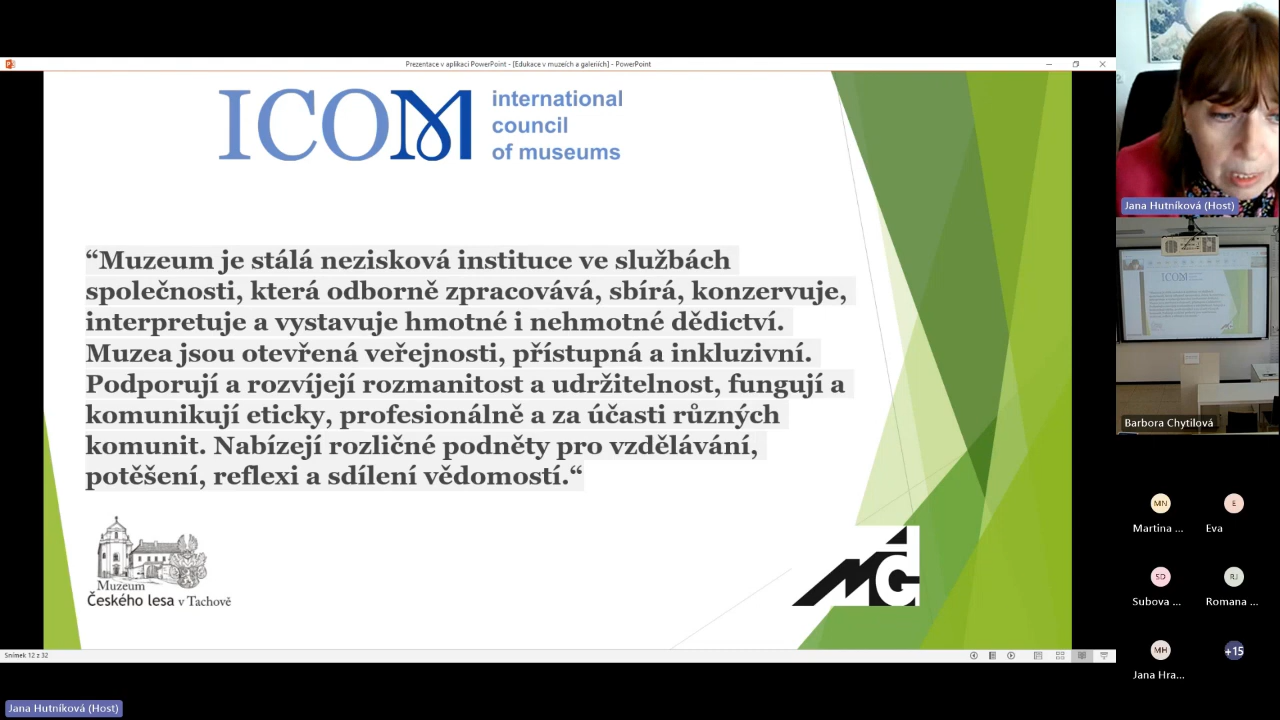 Prezentace v aplikaci PowerPoint - [Edukace v muzeích a galeriích] - PowerPoint
ICOM
international
council
of museums
“Muzeum je stálá nezisková instituce ve službách
společnosti, která odborně zpracovává, sbírá, konzervuje,
interpretuje a vystavuje hmotné i nehmotné dědictví.
Muzea jsou otevřená veřejnosti, přístupná a inkluzivní.
Podporují a rozvíjejí rozmanitost a udržitelnost, fungují a
komunikují eticky, profesionálně a za účasti různých
komunit. Nabízejí rozličné podněty pro vzdělávání,
potěšení, reflexi a sdílení vědomostí.“
Muzeum
Českého lesa v Tachově
MG
Snímek 12 z 32
Jana Hutníková (Host)
Jana Hutníková (Host)
ICOM
Barbora Chytilová
MN
E
Martina ...
Eva
SD
RJ
Subova ...
Romana ...
MH
+15
Jana Hra...